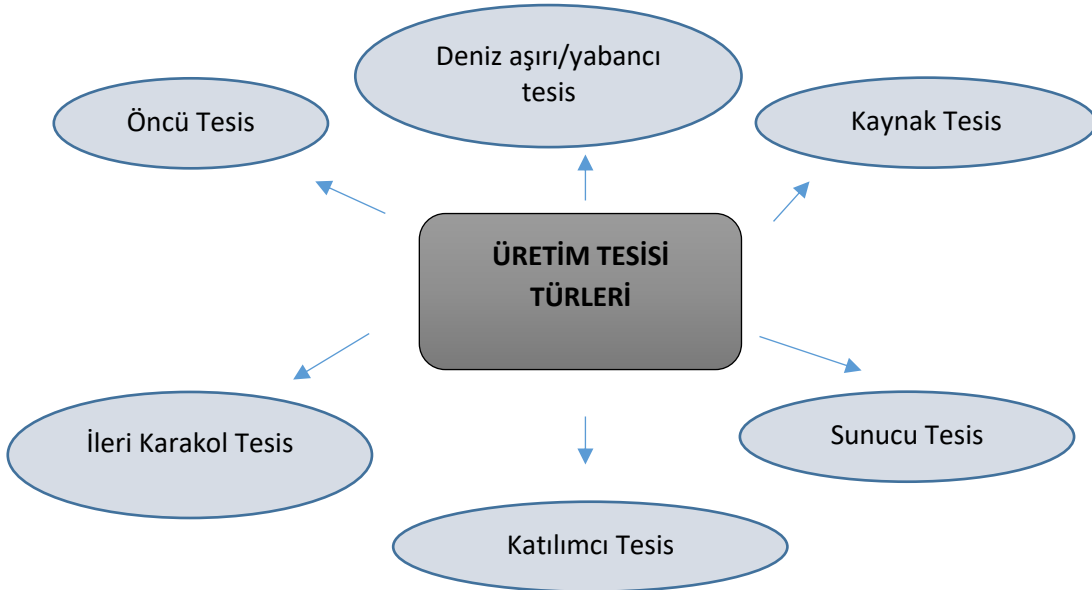 Deniz aşırı/yabancı
tesis
Öncü Tesis
Kaynak Tesis
ÜRETİM TESİSİ
TÜRLERİ
İleri Karakol Tesis
Sunucu Tesis
Katılımcı Tesis